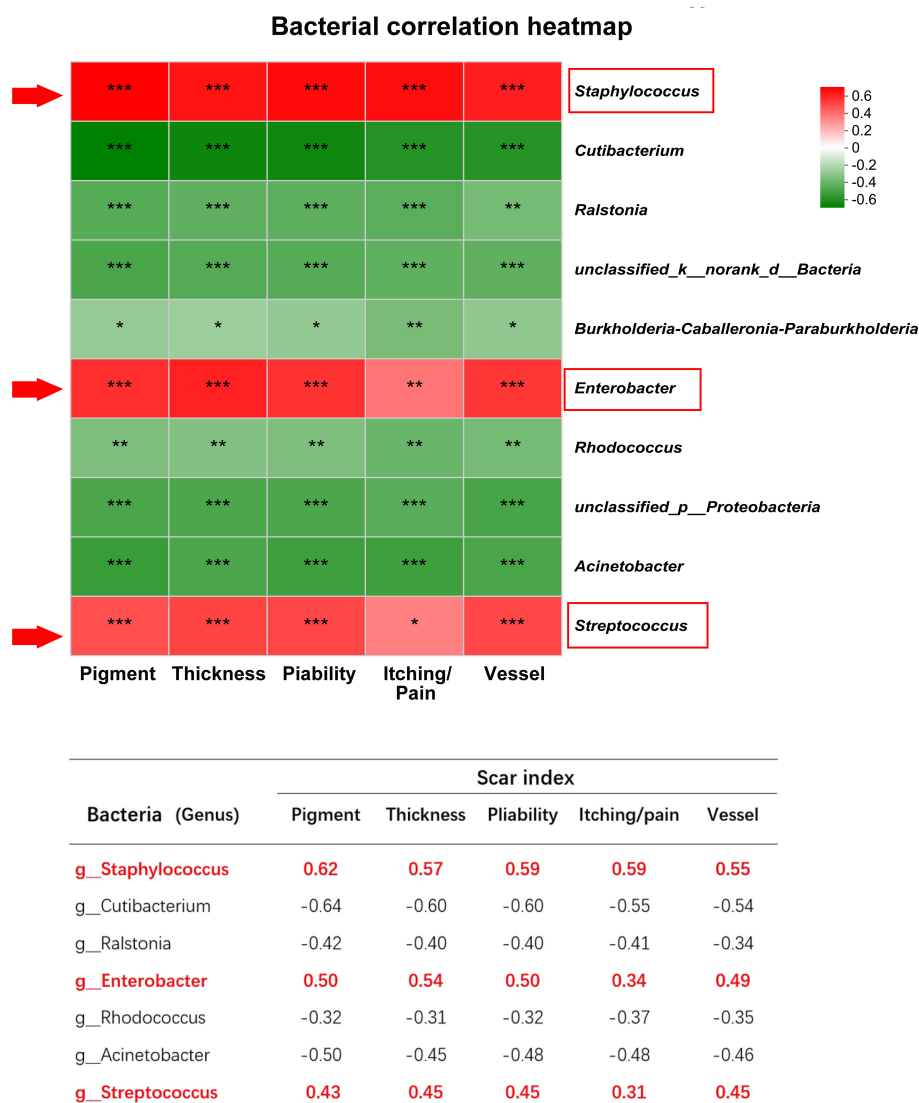 Bacterial correlation heatmap
*** *** *** *** *** Staphylococcus
*** *** *** *** *** Cutibacterium
*** *** *** *** ** Ralstonia
*** *** *** *** *** unclassified_k__norank_d__Bacteria
* * * ** * Burkholderia-Caballeronia-Paraburkholderia
*** *** *** ** *** Enterobacter
** ** ** ** ** Rhodococcus
*** *** *** *** *** unclassified_p__Proteobacteria
*** *** *** *** *** Acinetobacter
*** *** *** * *** Streptococcus
0.6
0.4
0.2
0
-0.2
-0.4
-0.6
Pigment Thickness Piability Itching/ Vessel
Pain
Scar index
Bacteria (Genus) Pigment Thickness Pliability Itching/pain Vessel
g__Staphylococcus 0.62 0.57 0.59 0.59 0.55
g__Cutibacterium -0.64 -0.60 -0.60 -0.55 -0.54
g__Ralstonia -0.42 -0.40 -0.40 -0.41 -0.34
g__Enterobacter 0.50 0.54 0.50 0.34 0.49
g__Rhodococcus -0.32 -0.31 -0.32 -0.37 -0.35
g__Acinetobacter -0.50 -0.45 -0.48 -0.48 -0.46
g__Streptococcus 0.43 0.45 0.45 0.31 0.45